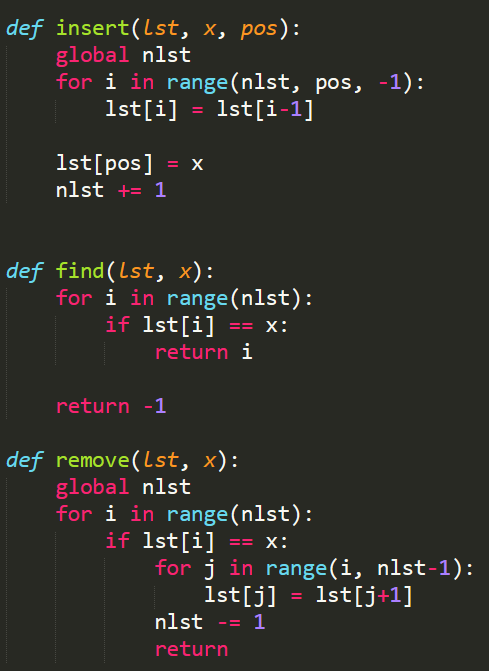 def insert(lst, x, pos):
    global nlst
    for i in range(nlst, pos, -1):
        lst[i] = lst[i-1]

    lst[pos] = x
    nlst += 1


def find(lst, x):
    for i in range(nlst):
        if lst[i] == x:
            return i

    return -1

def remove(lst, x):
    global nlst
    for i in range(nlst):
        if lst[i] == x:
            for j in range(i, nlst-1):
                lst[j] = lst[j+1]
            nlst -= 1
            return